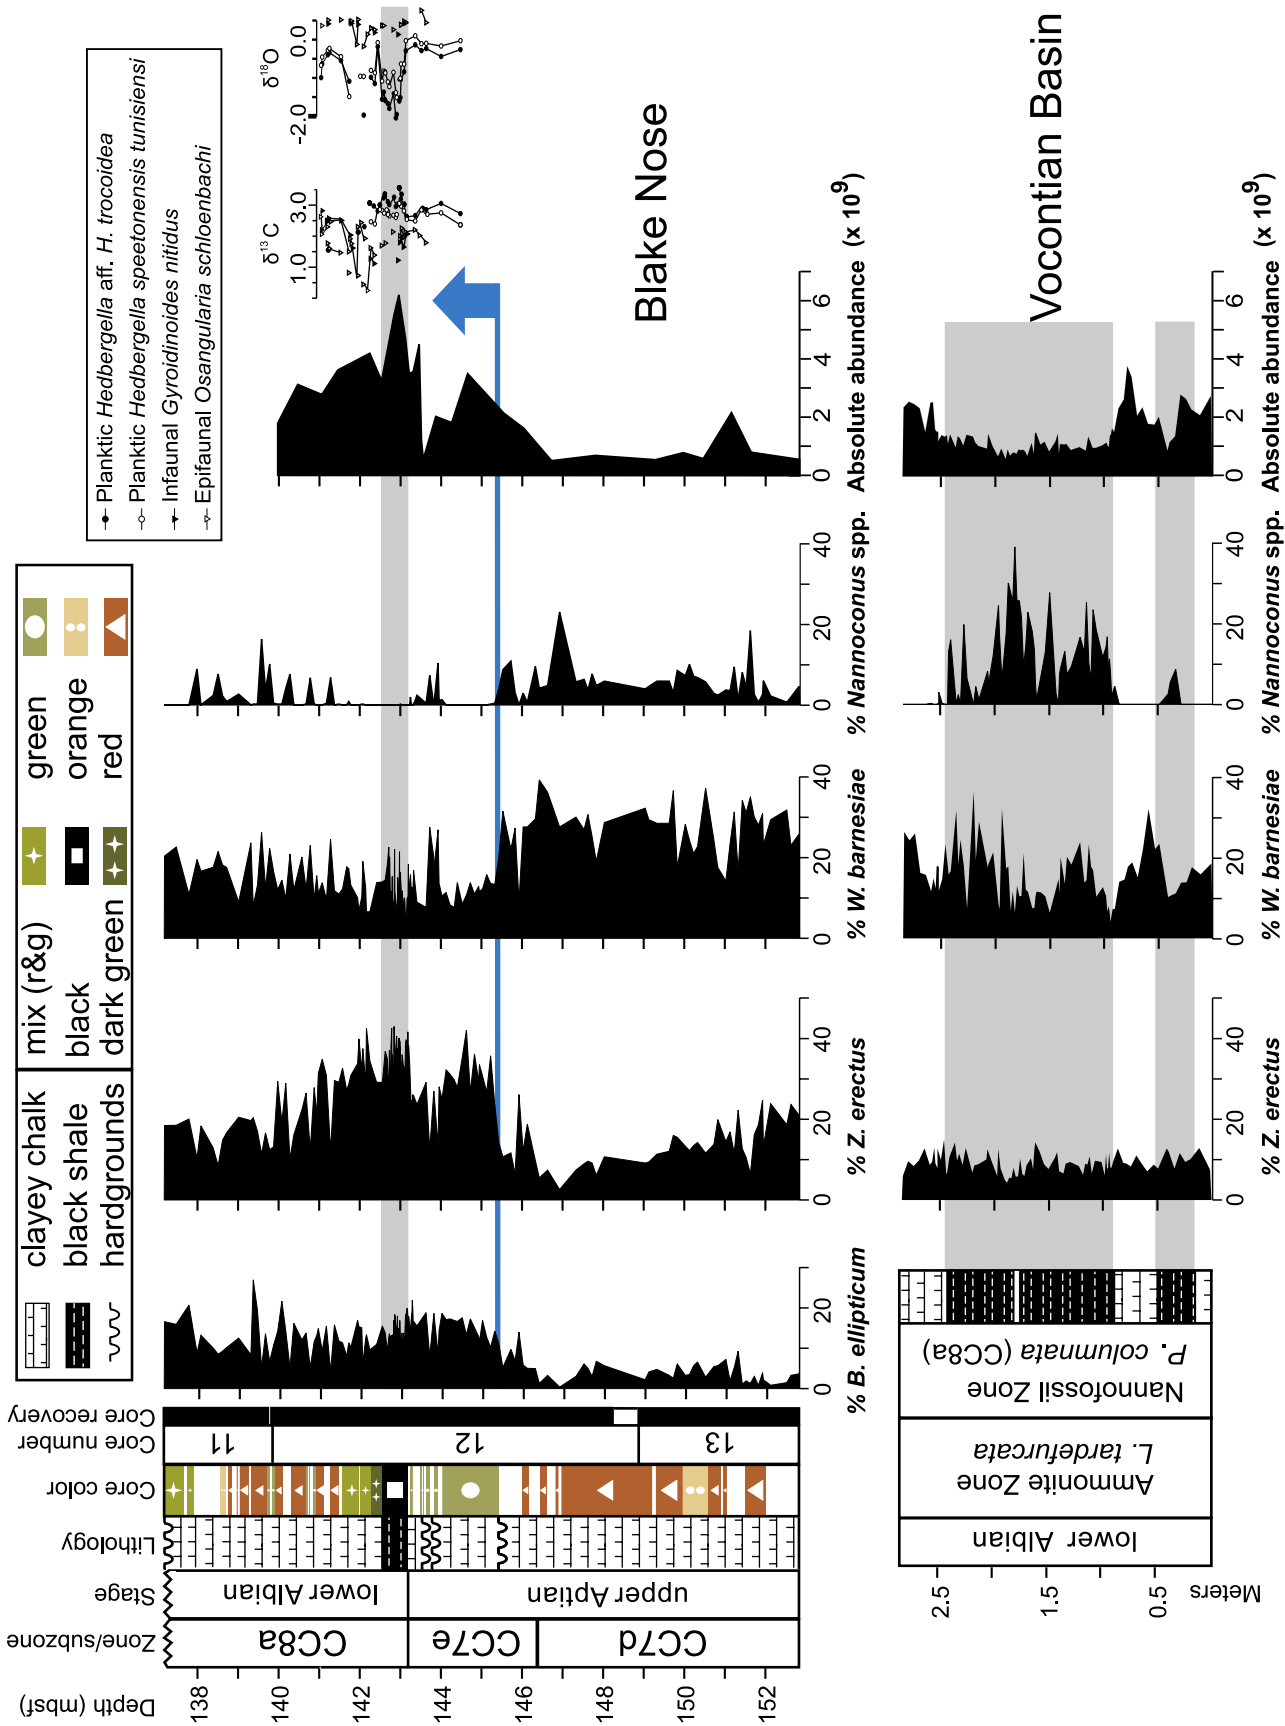 clayey chalk
black shale
hardgrounds
mix (r&g)
black
dark green
green
orange
red
Planktic Hedbergella aff. H. trocoidea
Planktic Hedbergella speetonensis tunisiensi
Infaunal Gyroidinoides nitidus
Epifaunal Osangularia schloenbachi
Depth (mbsf)
Zone/subzone
Stage
Lithology
Core color
Core number
Core recovery
138
140
142
144
146
148
150
152
CC8a
CC7e
CC7d
lower Albian
upper Aptian
11
12
13
0 20
% B. ellipticum
0 20 40
% Z. erectus
0 20 40
% W. barnesiae
0 20 40
% Nannoconus spp.
0 2 4 6
Absolute abundance (x 10⁹)
δ¹³C
1.0 3.0
δ¹⁸O
-2.0 0.0
Blake Nose
Meters
2.5
1.5
0.5
lower Albian
Ammonite Zone
L. tardefurcata
Nannofossil Zone
P. columnata (CC8a)
0 20 40
% Z. erectus
0 20 40
% W. barnesiae
0 20 40
% Nannoconus spp.
0 2 4 6
Absolute abundance (x 10⁹)
Vocontian Basin